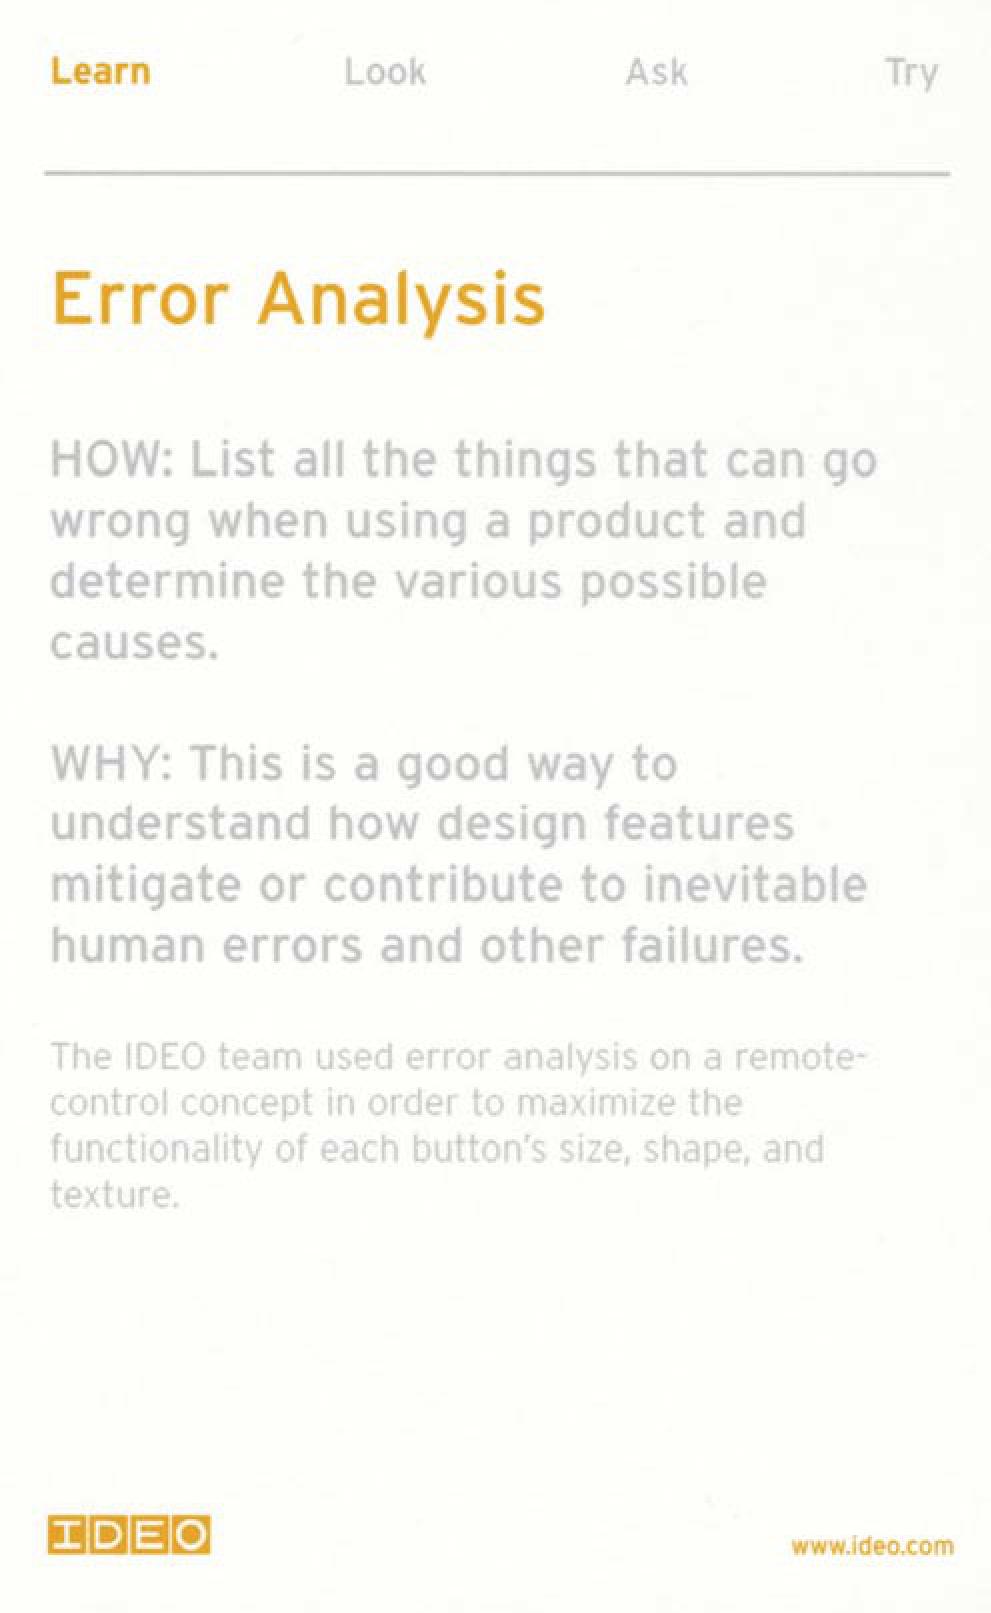 Learn Look Ask Try
Error Analysis
HOW: List all the things that can go
wrong when using a product and
determine the various possible
causes.
WHY: This is a good way to
understand how design features
mitigate or contribute to inevitable
human errors and other failures.
The IDEO team used error analysis on a remote-
control concept in order to maximize the
functionality of each button's size, shape, and
texture.
IDEO www.ideo.com